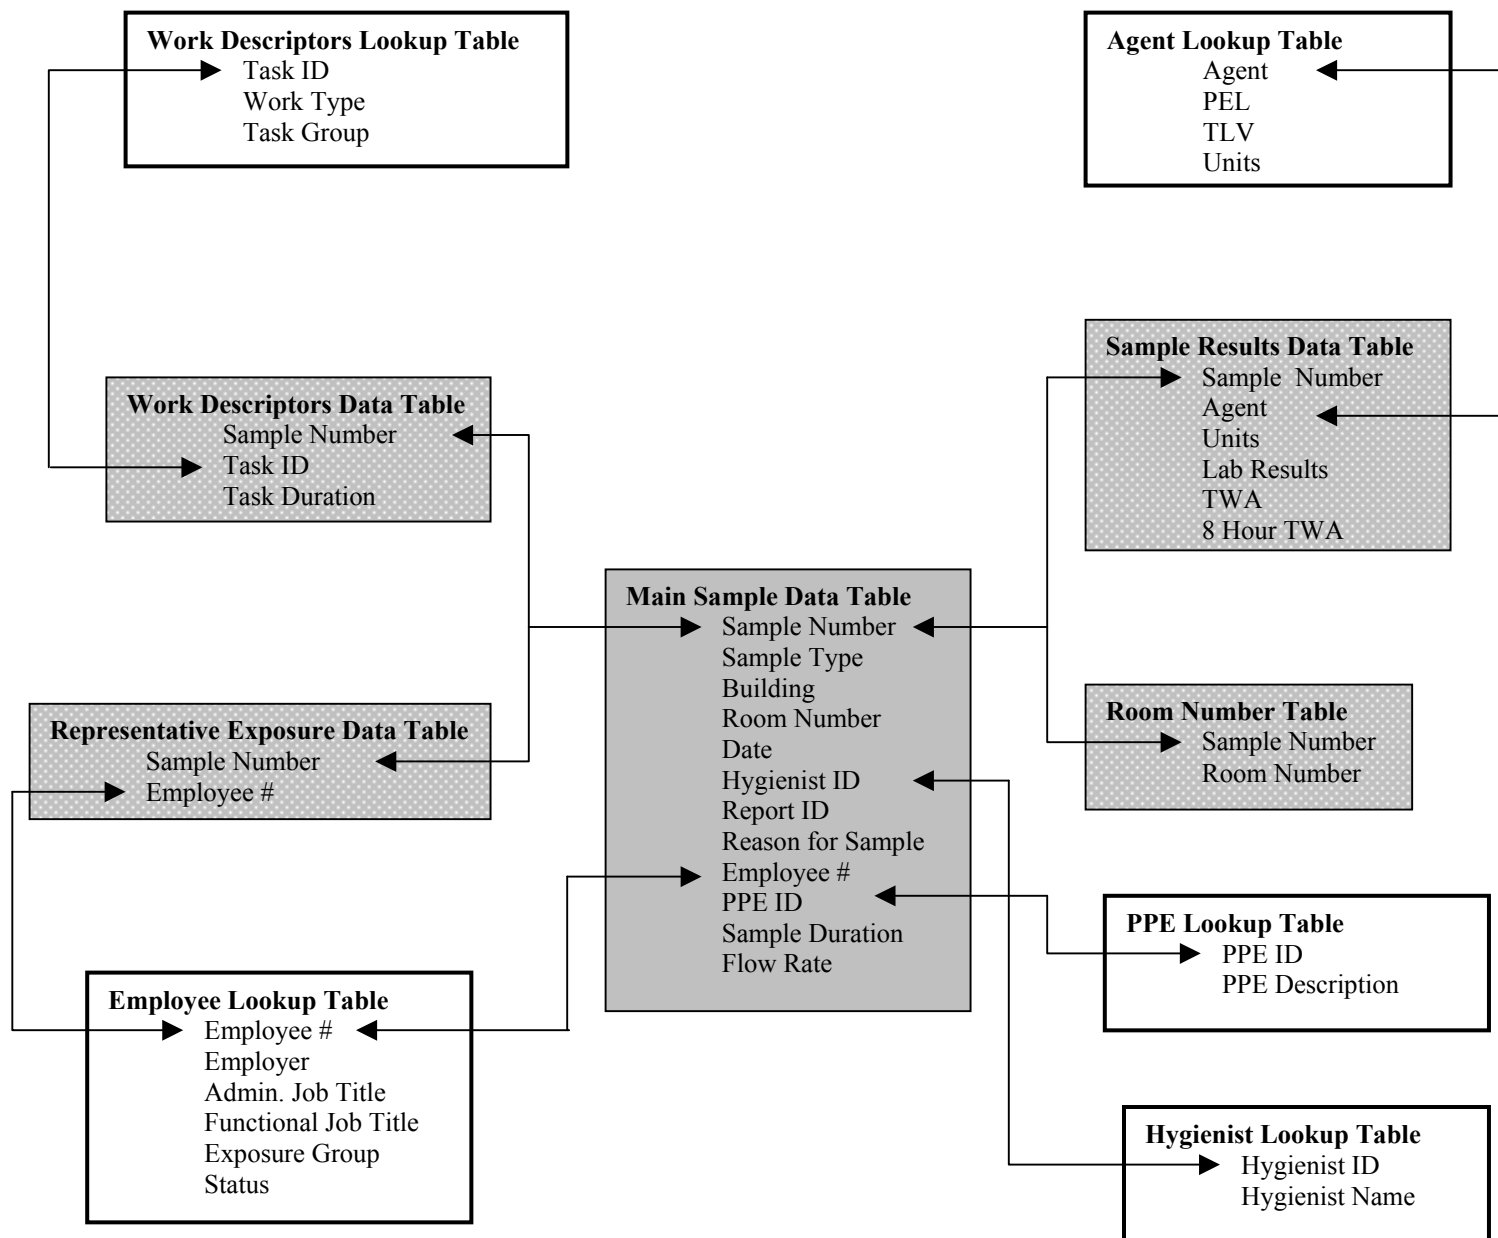 Work Descriptors Lookup Table
Task ID
Work Type
Task Group
Agent Lookup Table
Agent
PEL
TLV
Units
Work Descriptors Data Table
Sample Number
Task ID
Task Duration
Sample Results Data Table
Sample Number
Agent
Units
Lab Results
TWA
8 Hour TWA
Main Sample Data Table
Sample Number
Sample Type
Building
Room Number
Date
Hygienist ID
Report ID
Reason for Sample
Employee #
PPE ID
Sample Duration
Flow Rate
Representative Exposure Data Table
Sample Number
Employee #
Room Number Table
Sample Number
Room Number
Employee Lookup Table
Employee #
Employer
Admin. Job Title
Functional Job Title
Exposure Group
Status
PPE Lookup Table
PPE ID
PPE Description
Hygienist Lookup Table
Hygienist ID
Hygienist Name